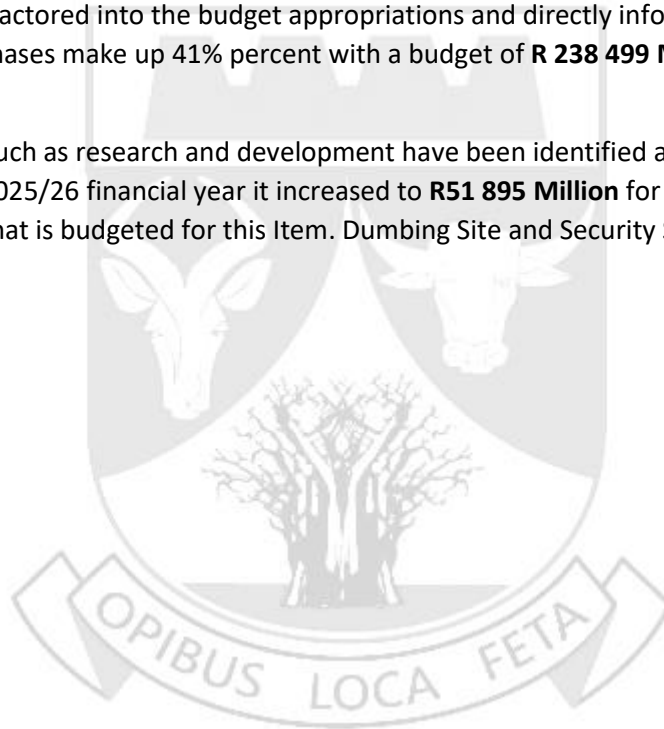 actored into the budget appropriations and directly info
hases make up 41% percent with a budget of R 238 499 M
uch as research and development have been identified a
025/26 financial year it increased to R51 895 Million for
hat is budgeted for this Item. Dumbing Site and Security S
OPIBUS LOCA FETA